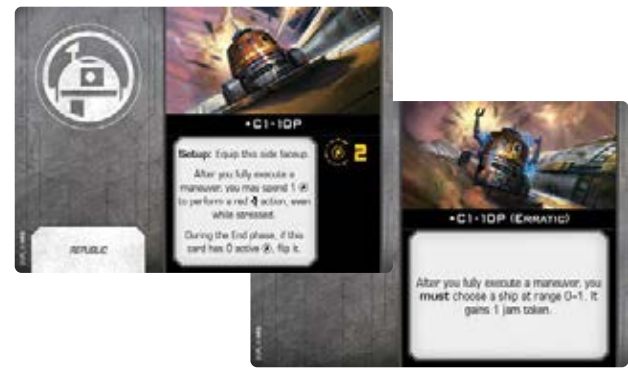 •C1-10P
Setup: Equip this side faceup.
After you fully execute a
maneuver, you may spend 1
to perform a red action, even
while stressed.
During the End phase, if this
card has 0 active , flip it.
2
REPUBLIC
•C1-10P (ERRATIC)
After you fully execute a maneuver, you
must choose a ship at range 0-1. It
gains 1 jam token.